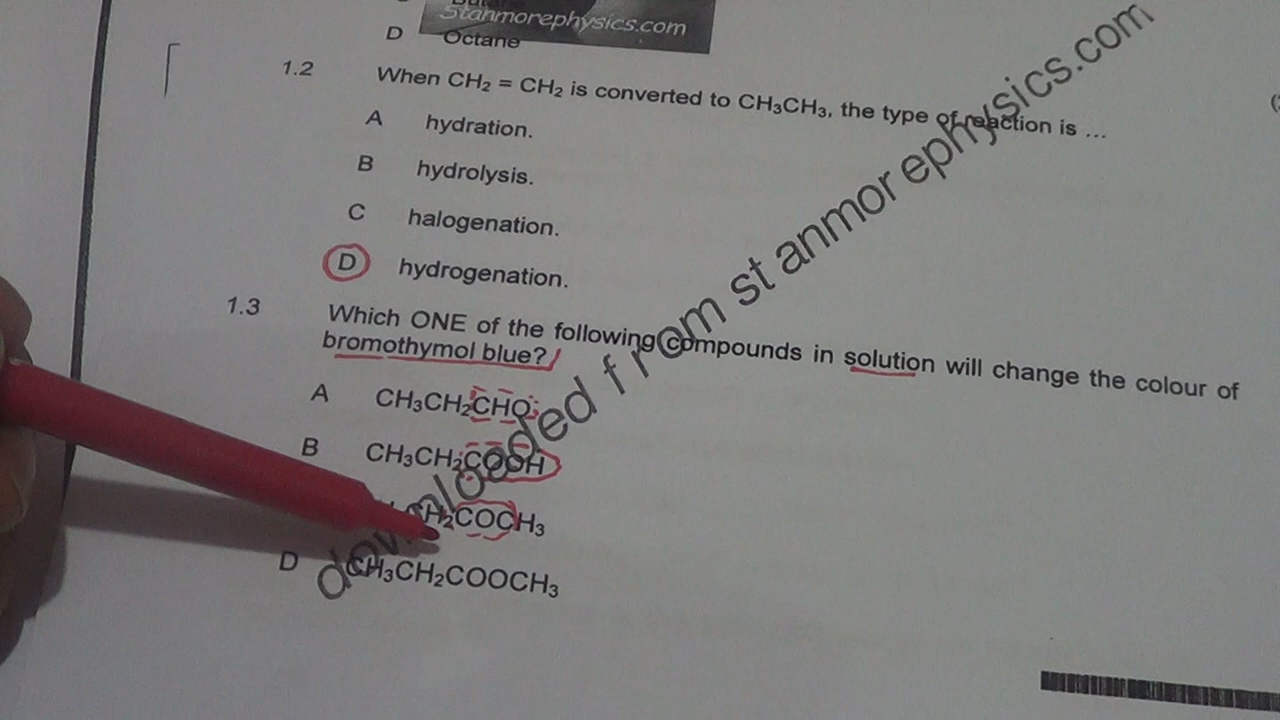 Stanmorephysics.com
D Octane
1.2 When CH₂ = CH₂ is converted to CH₃CH₃, the type of reaction is ...
A hydration.
B hydrolysis.
C halogenation.
D hydrogenation.
1.3 Which ONE of the following compounds in solution will change the colour of
bromothymol blue?
A CH₃CH₂CHO
B CH₃CH₂COOH
H₂COCH₃
D CH₃CH₂COOCH₃
downloaded from stanmorephysics.com